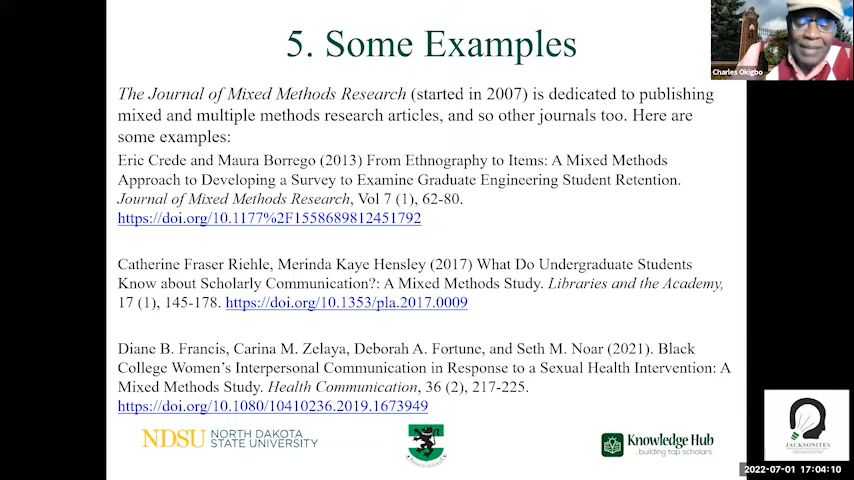 5. Some Examples
Charles Okigbo
The Journal of Mixed Methods Research (started in 2007) is dedicated to publishing
mixed and multiple methods research articles, and so other journals too. Here are
some examples:
Eric Crede and Maura Borrego (2013) From Ethnography to Items: A Mixed Methods
Approach to Developing a Survey to Examine Graduate Engineering Student Retention.
Journal of Mixed Methods Research, Vol 7 (1), 62-80.
https://doi.org/10.1177%2F1558689812451792
Catherine Fraser Riehle, Merinda Kaye Hensley (2017) What Do Undergraduate Students
Know about Scholarly Communication?: A Mixed Methods Study. Libraries and the Academy,
17 (1), 145-178. https://doi.org/10.1353/pla.2017.0009
Diane B. Francis, Carina M. Zelaya, Deborah A. Fortune, and Seth M. Noar (2021). Black
College Women's Interpersonal Communication in Response to a Sexual Health Intervention: A
Mixed Methods Study. Health Communication, 36 (2), 217-225.
https://doi.org/10.1080/10410236.2019.1673949
NDSU NORTH DAKOTA
STATE UNIVERSITY
Knowledge Hub
...building top scholars
JACKSONITES
2022-07-01 17:04:10